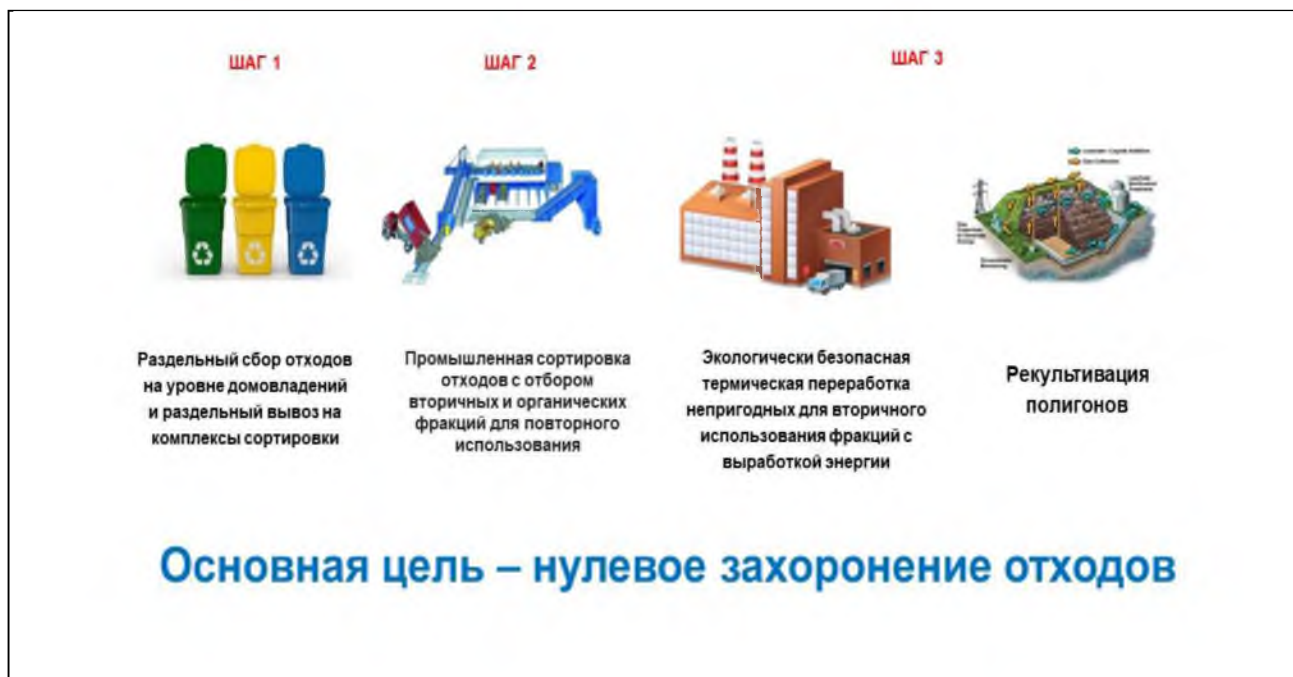 ШАГ 1
ШАГ 2
ШАГ 3
Раздельный сбор отходов
на уровне домовладений
и раздельный вывоз на
комплексы сортировки
Промышленная сортировка
отходов с отбором
вторичных и органических
фракций для повторного
использования
Экологически безопасная
термическая переработка
непригодных для вторичного
использования фракций с
выработкой энергии
Рекультивация
полигонов
Основная цель – нулевое захоронение отходов